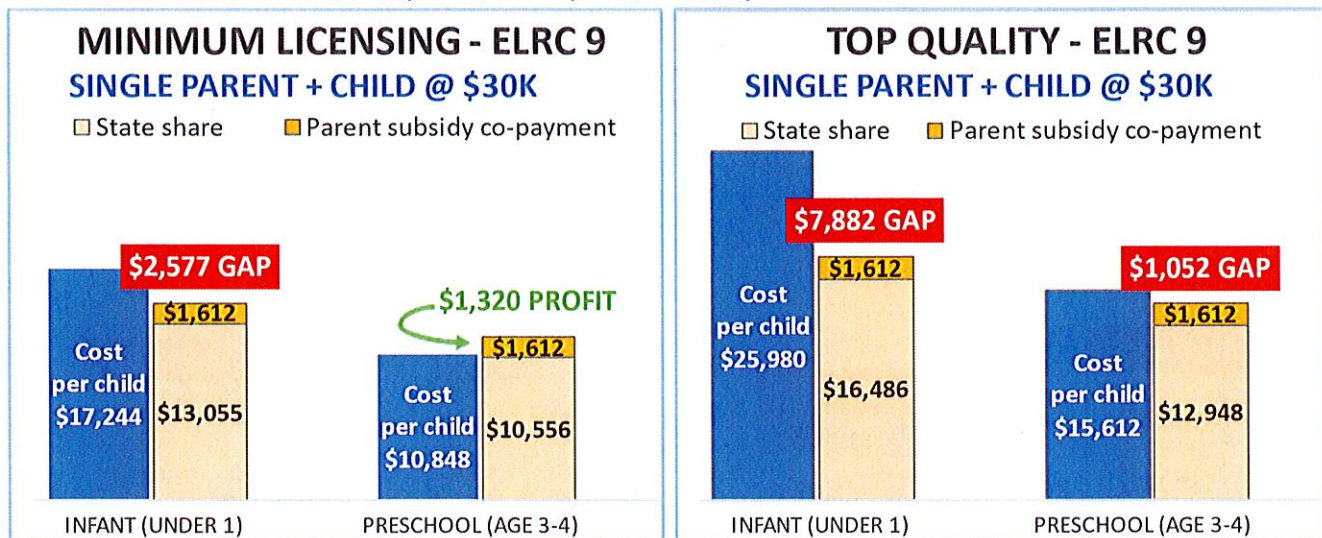 MINIMUM LICENSING - ELRC 9
SINGLE PARENT + CHILD @ $30K
State share
Parent subsidy co-payment
$2,577 GAP
$1,612
Cost
per child
$17,244
$13,055
$1,320 PROFIT
$1,612
Cost
per child
$10,848
$10,556
INFANT (UNDER 1)
PRESCHOOL (AGE 3-4)
TOP QUALITY - ELRC 9
SINGLE PARENT + CHILD @ $30K
State share
Parent subsidy co-payment
$7,882 GAP
$1,612
Cost
per child
$25,980
$16,486
$1,052 GAP
$1,612
Cost
per child
$15,612
$12,948
INFANT (UNDER 1)
PRESCHOOL (AGE 3-4)